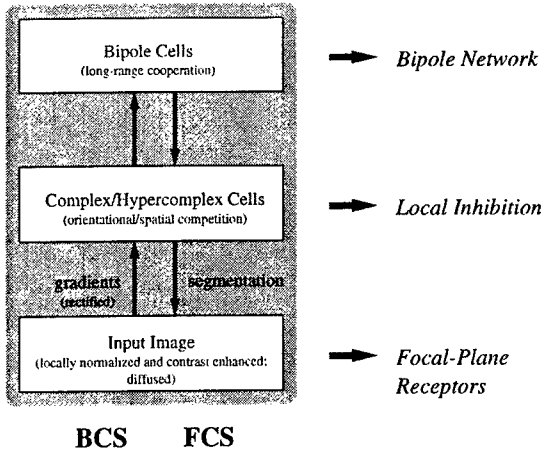 Bipole Cells
(long-range cooperation)
Bipole Network
Complex/Hypercomplex Cells
(orientational/spatial competition)
Local Inhibition
gradients
(rectified)
segmentation
Input Image
(locally normalized and contrast enhanced;
diffused)
Focal-Plane
Receptors
BCS
FCS